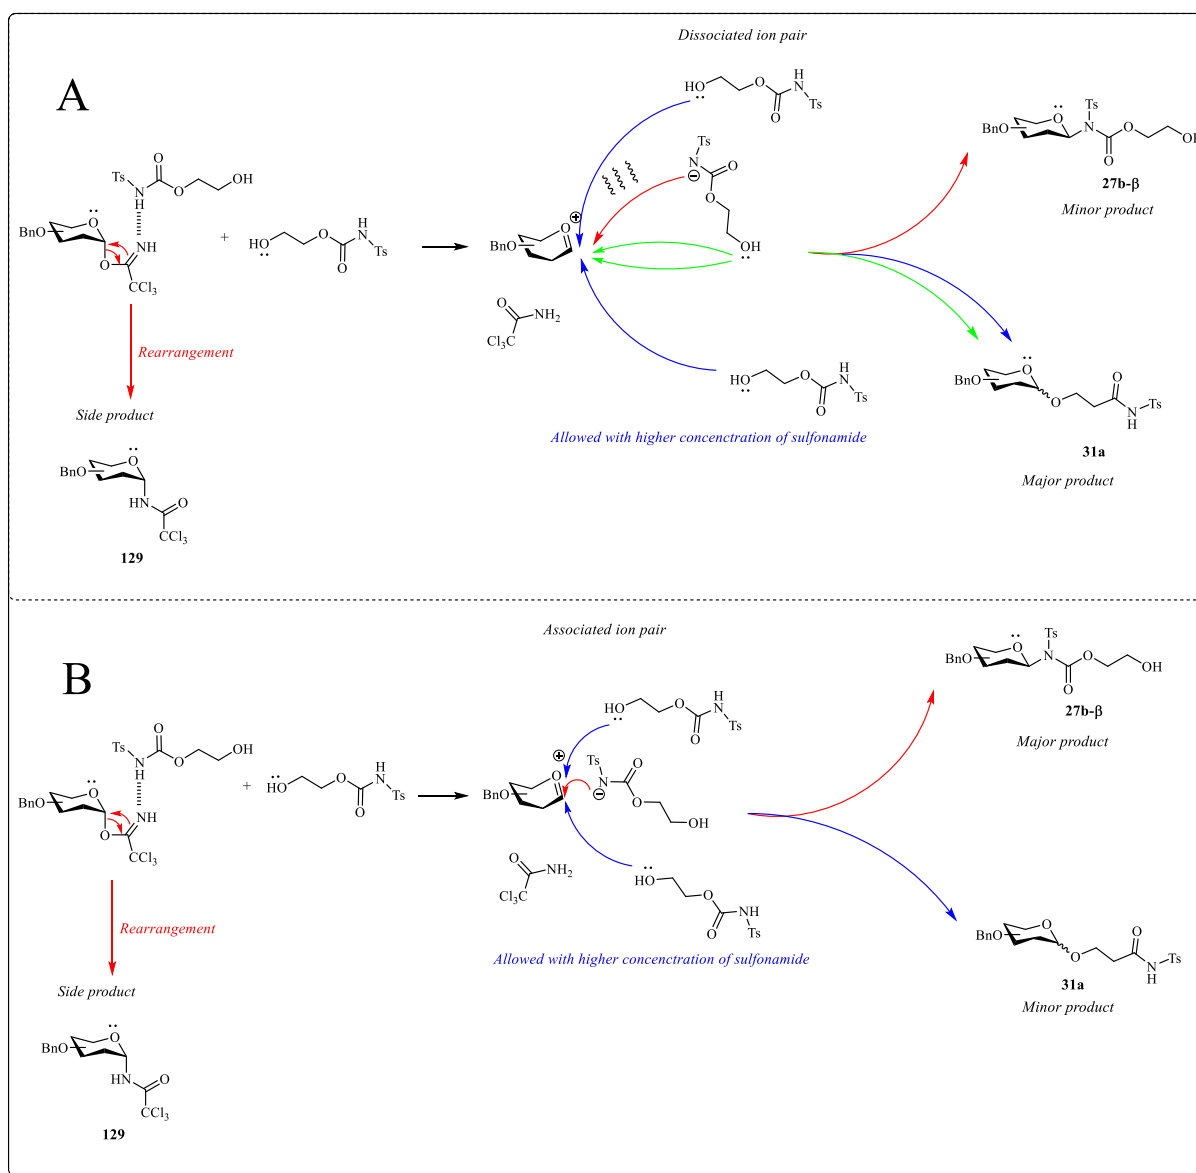 Dissociated ion pair
A
HO
O
O
H
N
Ts
Ts
N
O
O
OH
BnO
O
N
Ts
O
O
OH
27b-β
Minor product
Ts
N
H
O
O
OH
BnO
O
O
NH
CCl3
+
HO
O
O
H
N
Ts
BnO
O
O
NH2
Cl3C
Rearrangement
HO
O
O
H
N
Ts
Allowed with higher concenctration of sulfonamide
BnO
O
O
O
N
H
Ts
31a
Major product
Side product
BnO
O
HN
O
CCl3
129
Associated ion pair
B
HO
O
O
H
N
Ts
Ts
N
O
O
OH
BnO
O
N
Ts
O
O
OH
27b-β
Major product
Ts
N
H
O
O
OH
BnO
O
O
NH
CCl3
+
HO
O
O
H
N
Ts
BnO
O
O
NH2
Cl3C
HO
O
O
NH
Ts
Rearrangement
Allowed with higher concenctration of sulfonamide
BnO
O
O
O
N
H
Ts
31a
Minor product
Side product
BnO
O
HN
O
CCl3
129